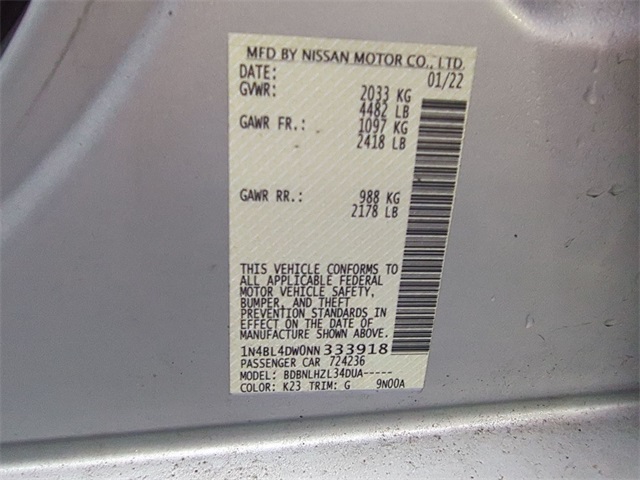 MFD BY NISSAN MOTOR CO., LTD.
DATE: 01/22
GVWR: 2033 KG
4482 LB
GAWR FR.: 1097 KG
2418 LB
GAWR RR.: 988 KG
2178 LB
THIS VEHICLE CONFORMS TO
ALL APPLICABLE FEDERAL
MOTOR VEHICLE SAFETY,
BUMPER, AND THEFT
PREVENTION STANDARDS IN
EFFECT ON THE DATE OF
MANUFACTURE SHOWN ABOVE.
1N4BL4DW0NN333918
PASSENGER CAR 724236
MODEL: BDBNLHZL34DUA-----
COLOR: K23 TRIM: G 9N00A